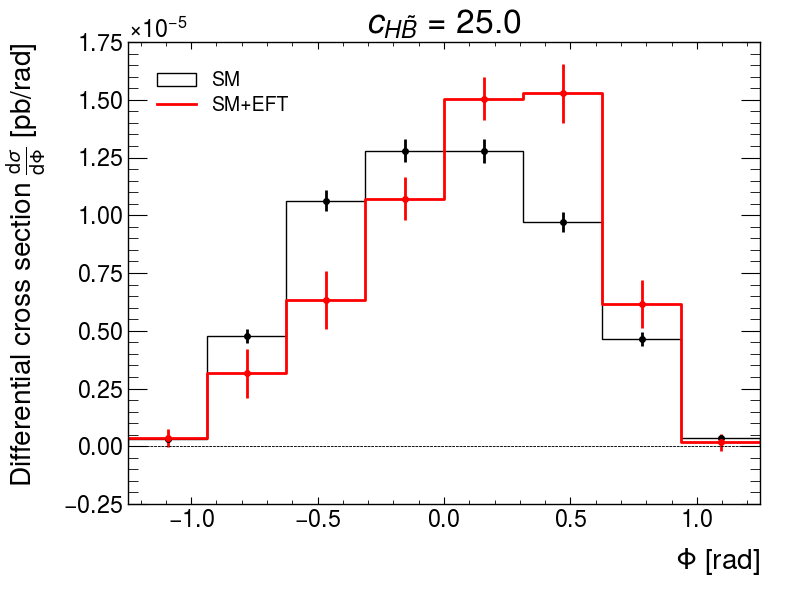 ×10⁻⁵
c_{HB̃} = 25.0
Differential cross section dσ/dΦ [pb/rad]
1.75
1.50
1.25
1.00
0.75
0.50
0.25
0.00
−0.25
SM
SM+EFT
−1.0 −0.5 0.0 0.5 1.0
Φ [rad]